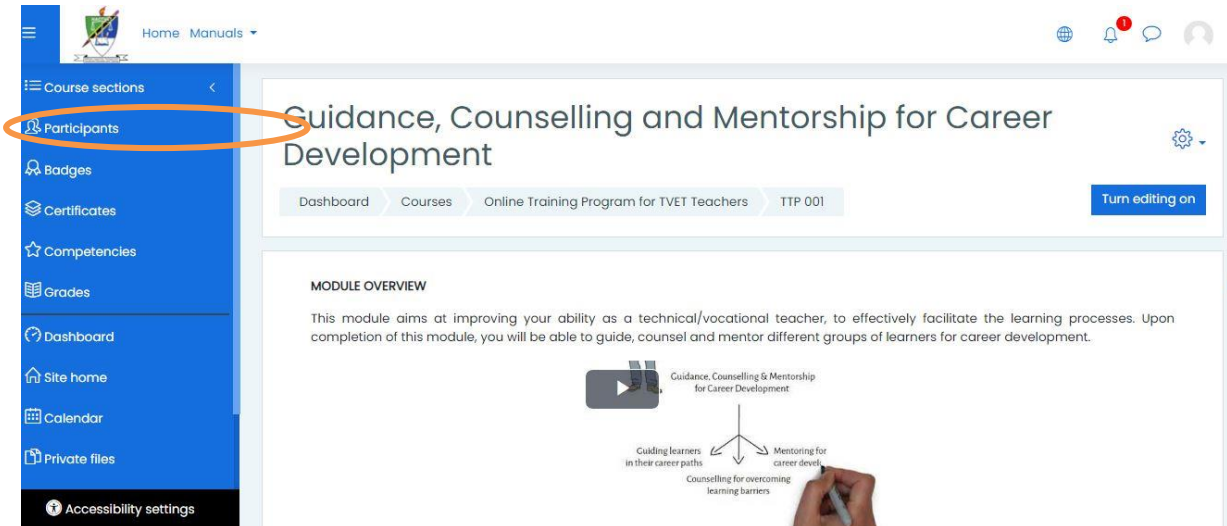 Home Manuals
1
Course sections
Participants
Badges
Certificates
Competencies
Grades
Dashboard
Site home
Calendar
Private files
Accessibility settings
Guidance, Counselling and Mentorship for Career
Development
Dashboard Courses Online Training Program for TVET Teachers TTP 001
Turn editing on
MODULE OVERVIEW
This module aims at improving your ability as a technical/vocational teacher, to effectively facilitate the learning processes. Upon
completion of this module, you will be able to guide, counsel and mentor different groups of learners for career development.
Guidance, Counselling & Mentorship
for Career Development
Guiding learners
in their career paths
Mentoring for
career devel
Counselling for overcoming
learning barriers